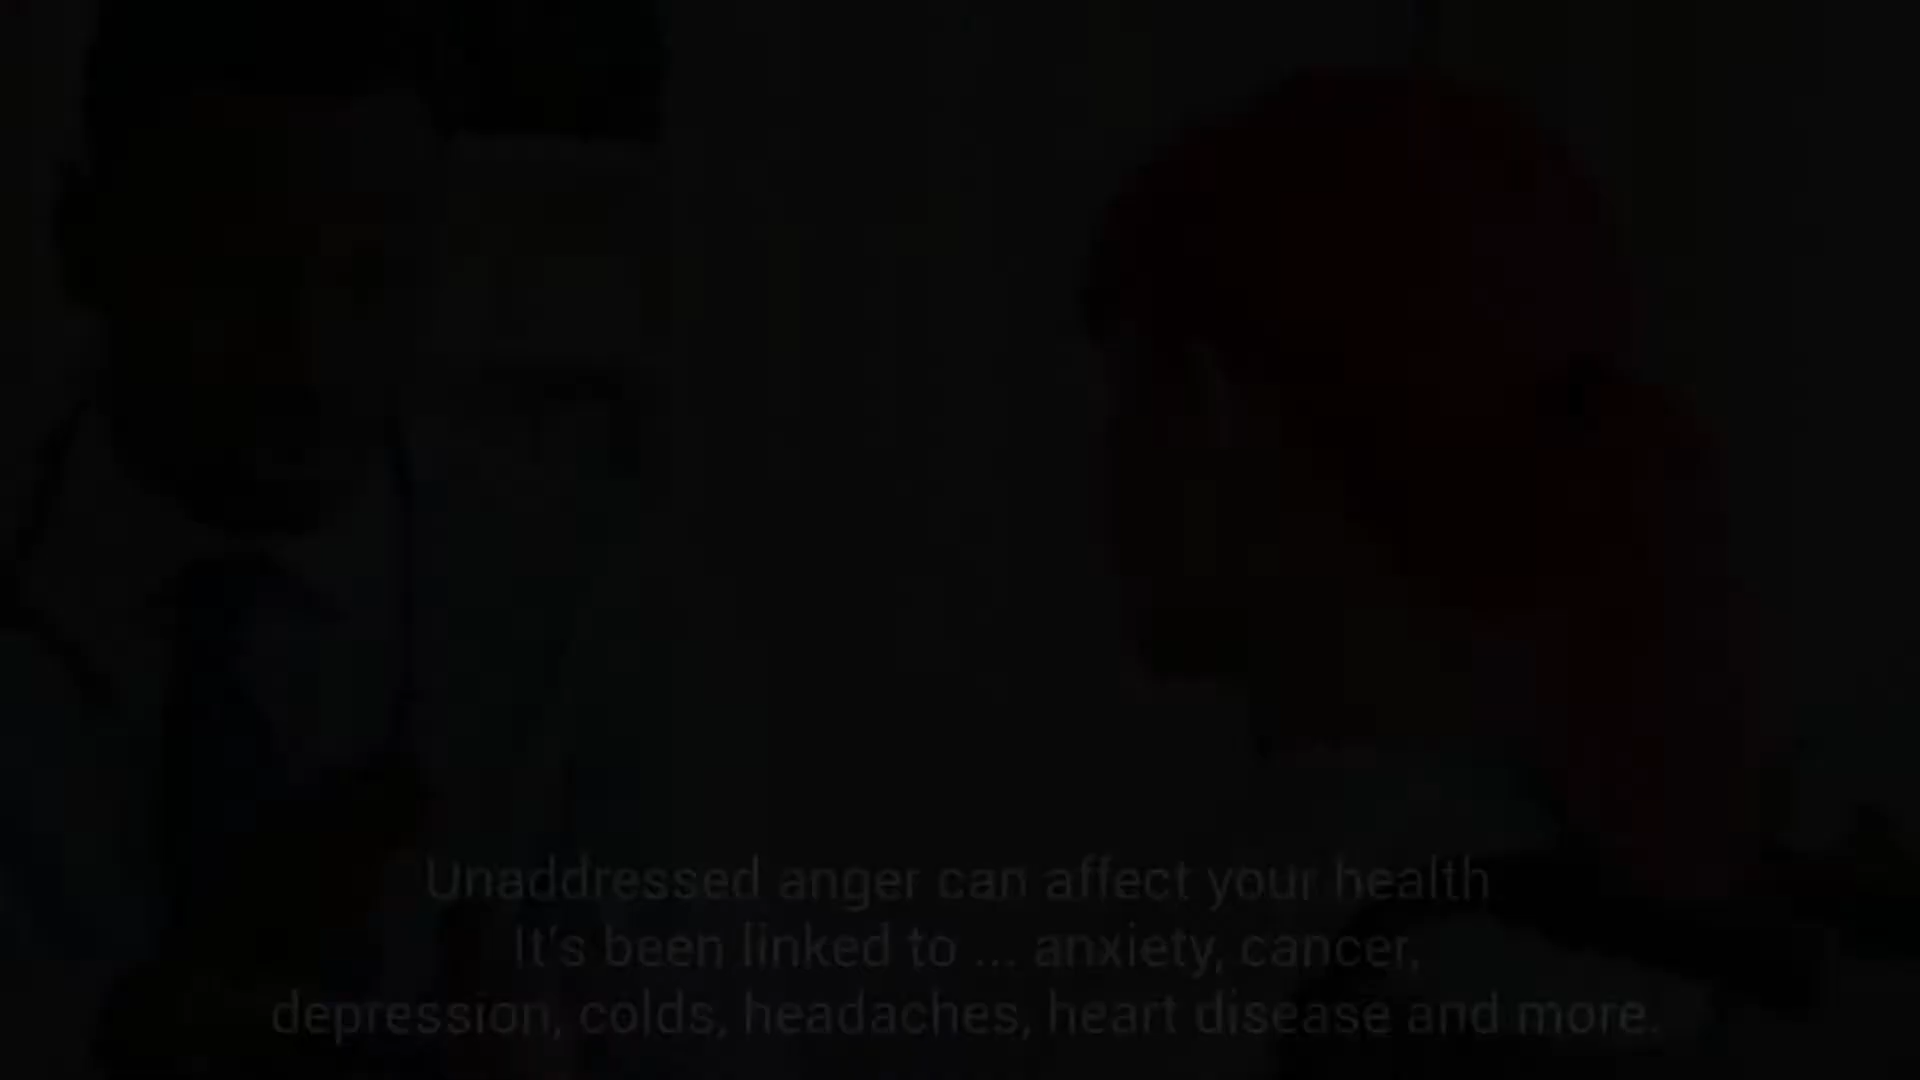 Unaddressed anger can affect your health
It's been linked to ... anxiety, cancer,
depression, colds, headaches, heart disease and more.